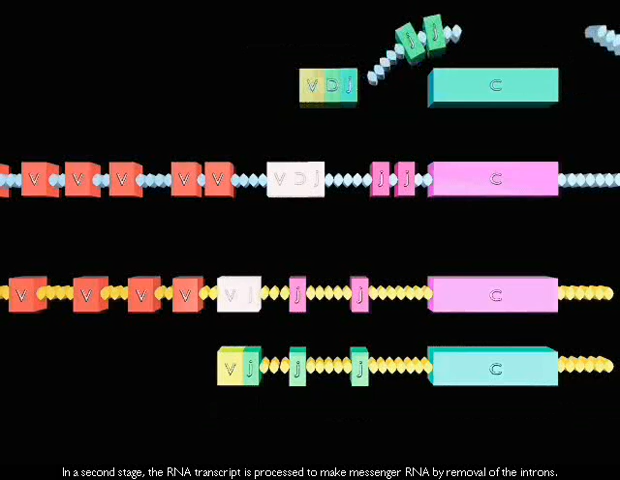 j j
V D j C
V V V V V V D j j j C
V V V V V j j j C
V j j j C
In a second stage, the RNA transcript is processed to make messenger RNA by removal of the introns.